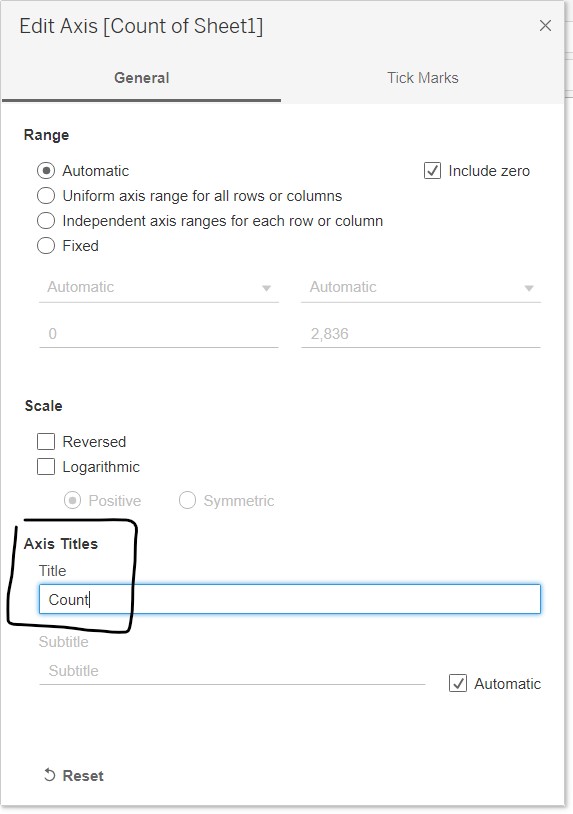 Edit Axis [Count of Sheet1]
General Tick Marks
Range
Automatic Include zero
Uniform axis range for all rows or columns
Independent axis ranges for each row or column
Fixed
Automatic Automatic
0 2,836
Scale
Reversed
Logarithmic
Positive Symmetric
Axis Titles
Title
Count
Subtitle
Subtitle
Automatic
Reset